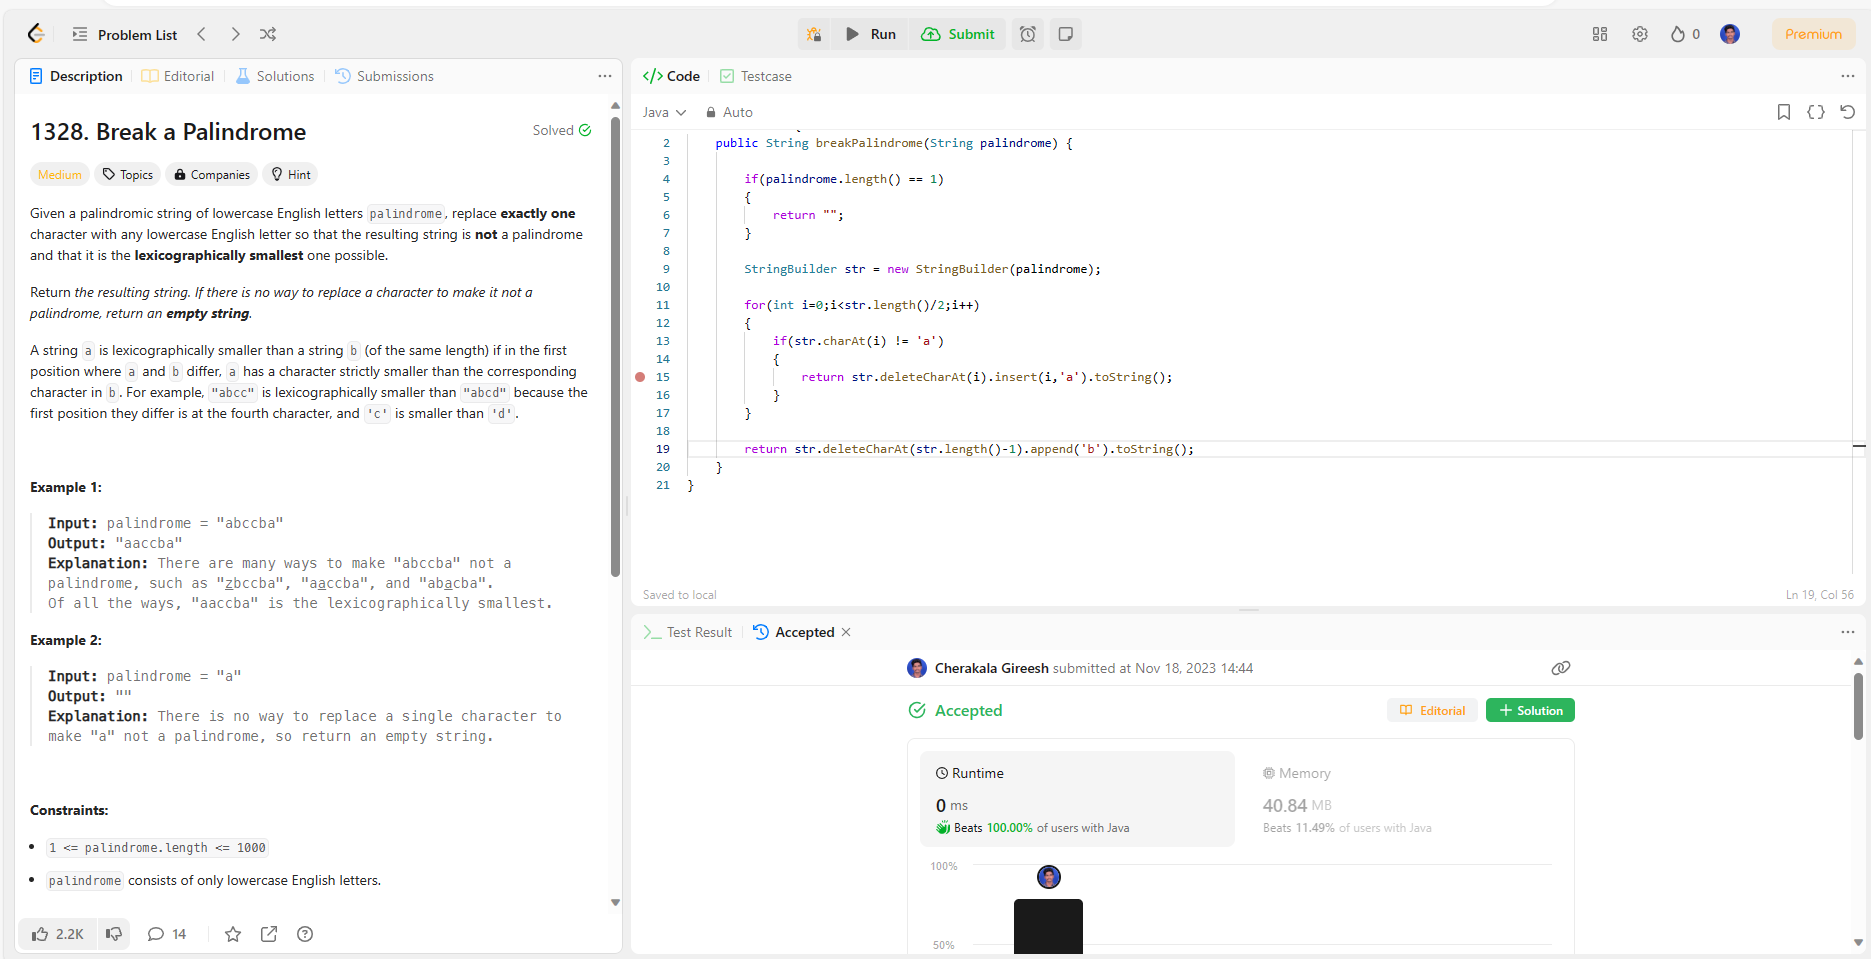 Problem List
Run
Submit
0
Premium
Description
Editorial
Solutions
Submissions
1328. Break a Palindrome
Solved
Medium
Topics
Companies
Hint
Given a palindromic string of lowercase English letters palindrome, replace exactly one
character with any lowercase English letter so that the resulting string is not a palindrome
and that it is the lexicographically smallest one possible.
Return the resulting string. If there is no way to replace a character to make it not a
palindrome, return an empty string.
A string a is lexicographically smaller than a string b (of the same length) if in the first
position where a and b differ, a has a character strictly smaller than the corresponding
character in b. For example, "abcc" is lexicographically smaller than "abcd" because the
first position they differ is at the fourth character, and 'c' is smaller than 'd'.
Example 1:
Input: palindrome = "abccba"
Output: "aaccba"
Explanation: There are many ways to make "abccba" not a
palindrome, such as "zbccba", "aaccba", and "abacba".
Of all the ways, "aaccba" is the lexicographically smallest.
Example 2:
Input: palindrome = "a"
Output: ""
Explanation: There is no way to replace a single character to
make "a" not a palindrome, so return an empty string.
Constraints:
1 <= palindrome.length <= 1000
palindrome consists of only lowercase English letters.
2.2K
14
</> Code
Testcase
Java
Auto
2 public String breakPalindrome(String palindrome) {
3
4 if(palindrome.length() == 1)
5 {
6 return "";
7 }
8
9 StringBuilder str = new StringBuilder(palindrome);
10
11 for(int i=0;i<str.length()/2;i++)
12 {
13 if(str.charAt(i) != 'a')
14 {
15 return str.deleteCharAt(i).insert(i,'a').toString();
16 }
17 }
18
19 return str.deleteCharAt(str.length()-1).append('b').toString();
20 }
21 }
Saved to local
Ln 19, Col 56
Test Result
Accepted
Cherakala Gireesh submitted at Nov 18, 2023 14:44
Accepted
Editorial
Solution
Runtime
0 ms
Beats 100.00% of users with Java
Memory
40.84 MB
Beats 11.49% of users with Java
100%
50%